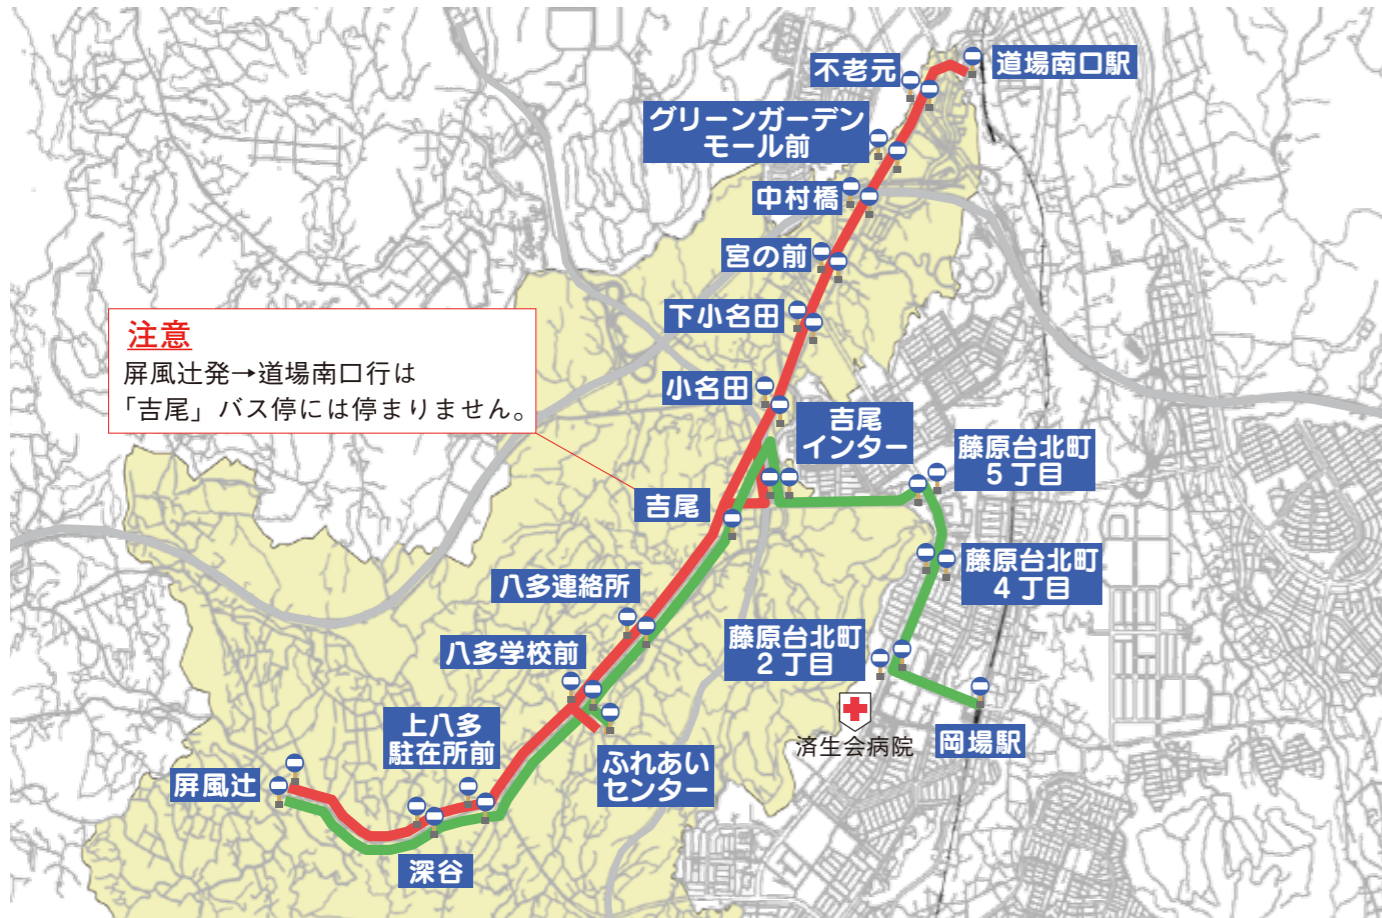 道場南口駅
不老元
グリーンガーデン
モール前
中村橋
宮の前
下小名田
注意
屏風辻発→道場南口行は
「吉尾」バス停には停まりません。
小名田
吉尾
インター
藤原台北町
5丁目
吉尾
藤原台北町
4丁目
八多連絡所
藤原台北町
2丁目
八多学校前
上八多
駐在所前
済生会病院
岡場駅
ふれあい
センター
屏風辻
深谷